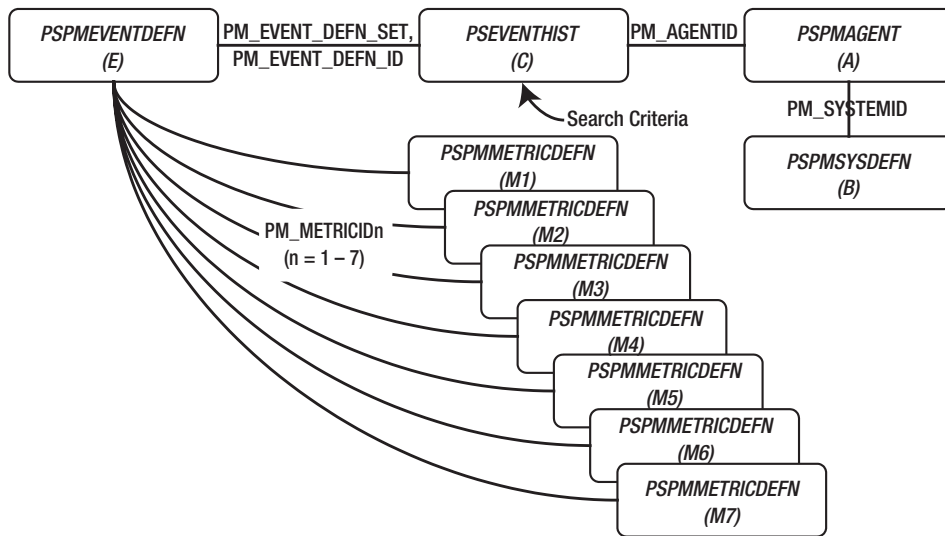 PSPMEVENTDEFN
(E)
PM_EVENT_DEFN_SET,
PM_EVENT_DEFN_ID
PSEVENTHIST
(C)
PM_AGENTID
PSPMAGENT
(A)
Search Criteria
PM_SYSTEMID
PSPMSYSDEFN
(B)
PSPMMETRICDEFN
(M1)
PSPMMETRICDEFN
(M2)
PM_METRICIDn
(n = 1 – 7)
PSPMMETRICDEFN
(M3)
PSPMMETRICDEFN
(M4)
PSPMMETRICDEFN
(M5)
PSPMMETRICDEFN
(M6)
PSPMMETRICDEFN
(M7)